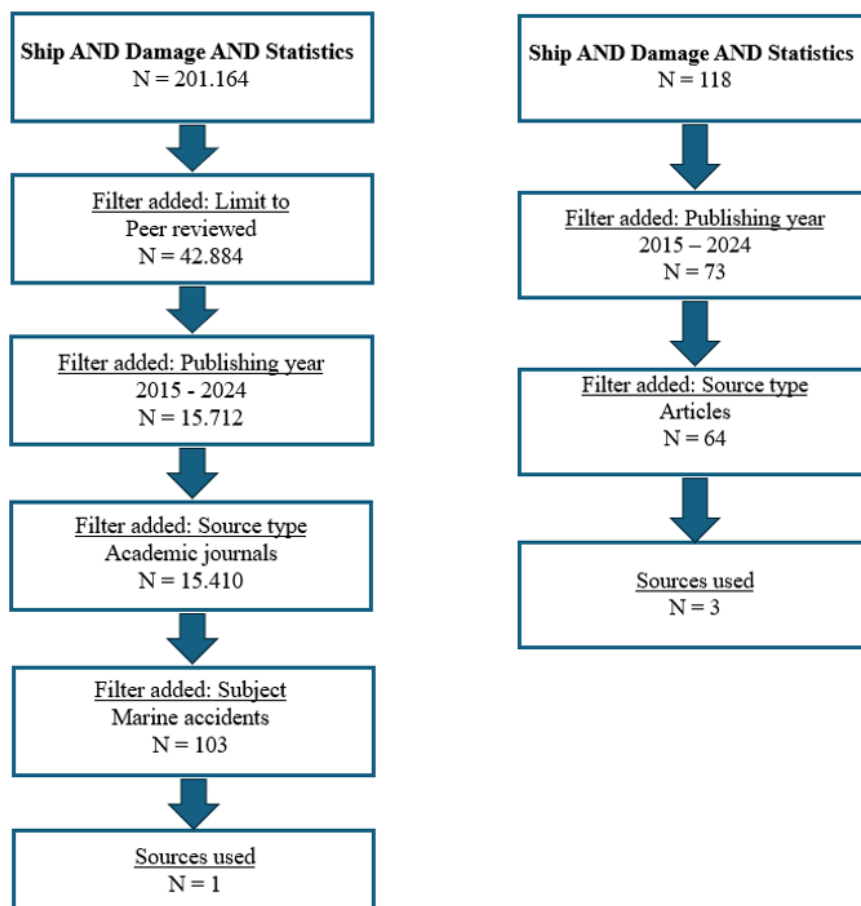 Ship AND Damage AND Statistics
N = 201.164
Filter added: Limit to
Peer reviewed
N = 42.884
Filter added: Publishing year
2015 - 2024
N = 15.712
Filter added: Source type
Academic journals
N = 15.410
Filter added: Subject
Marine accidents
N = 103
Sources used
N = 1
Ship AND Damage AND Statistics
N = 118
Filter added: Publishing year
2015 – 2024
N = 73
Filter added: Source type
Articles
N = 64
Sources used
N = 3